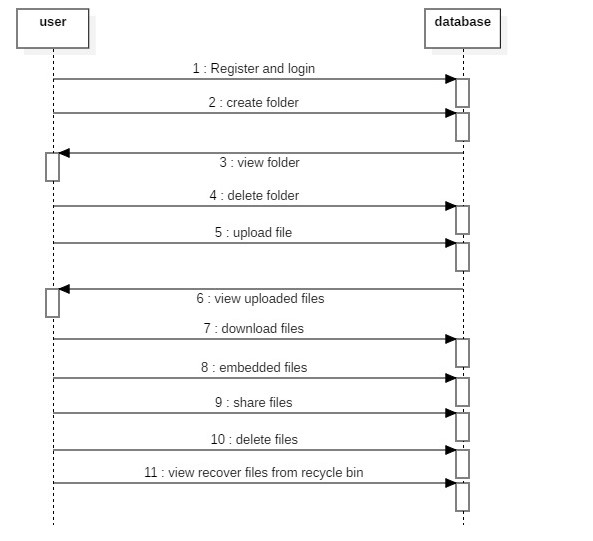 user
database
1 : Register and login
2 : create folder
3 : view folder
4 : delete folder
5 : upload file
6 : view uploaded files
7 : download files
8 : embedded files
9 : share files
10 : delete files
11 : view recover files from recycle bin